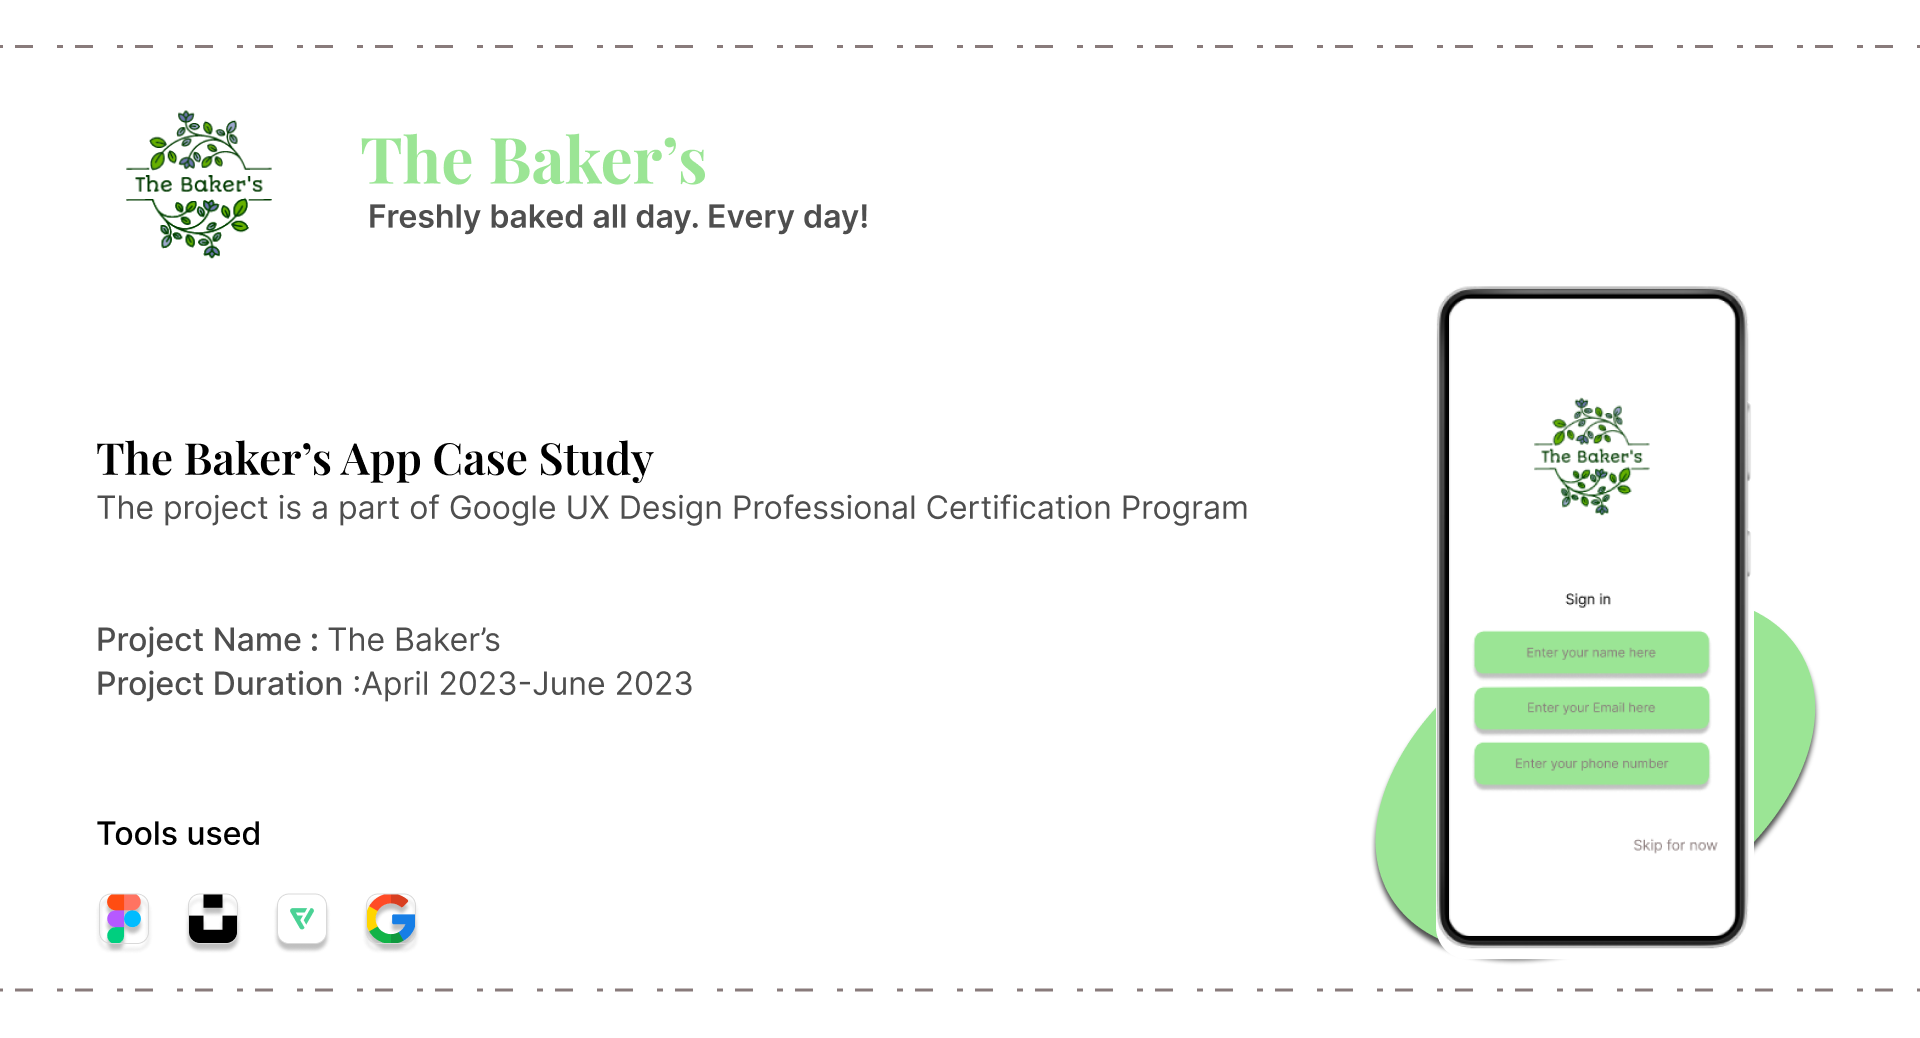 The Baker's
The Baker’s
Freshly baked all day. Every day!
The Baker’s App Case Study
The project is a part of Google UX Design Professional Certification Program
Project Name : The Baker’s
Project Duration :April 2023-June 2023
Tools used
The Baker's
Sign in
Enter your name here
Enter your Email here
Enter your phone number
Skip for now